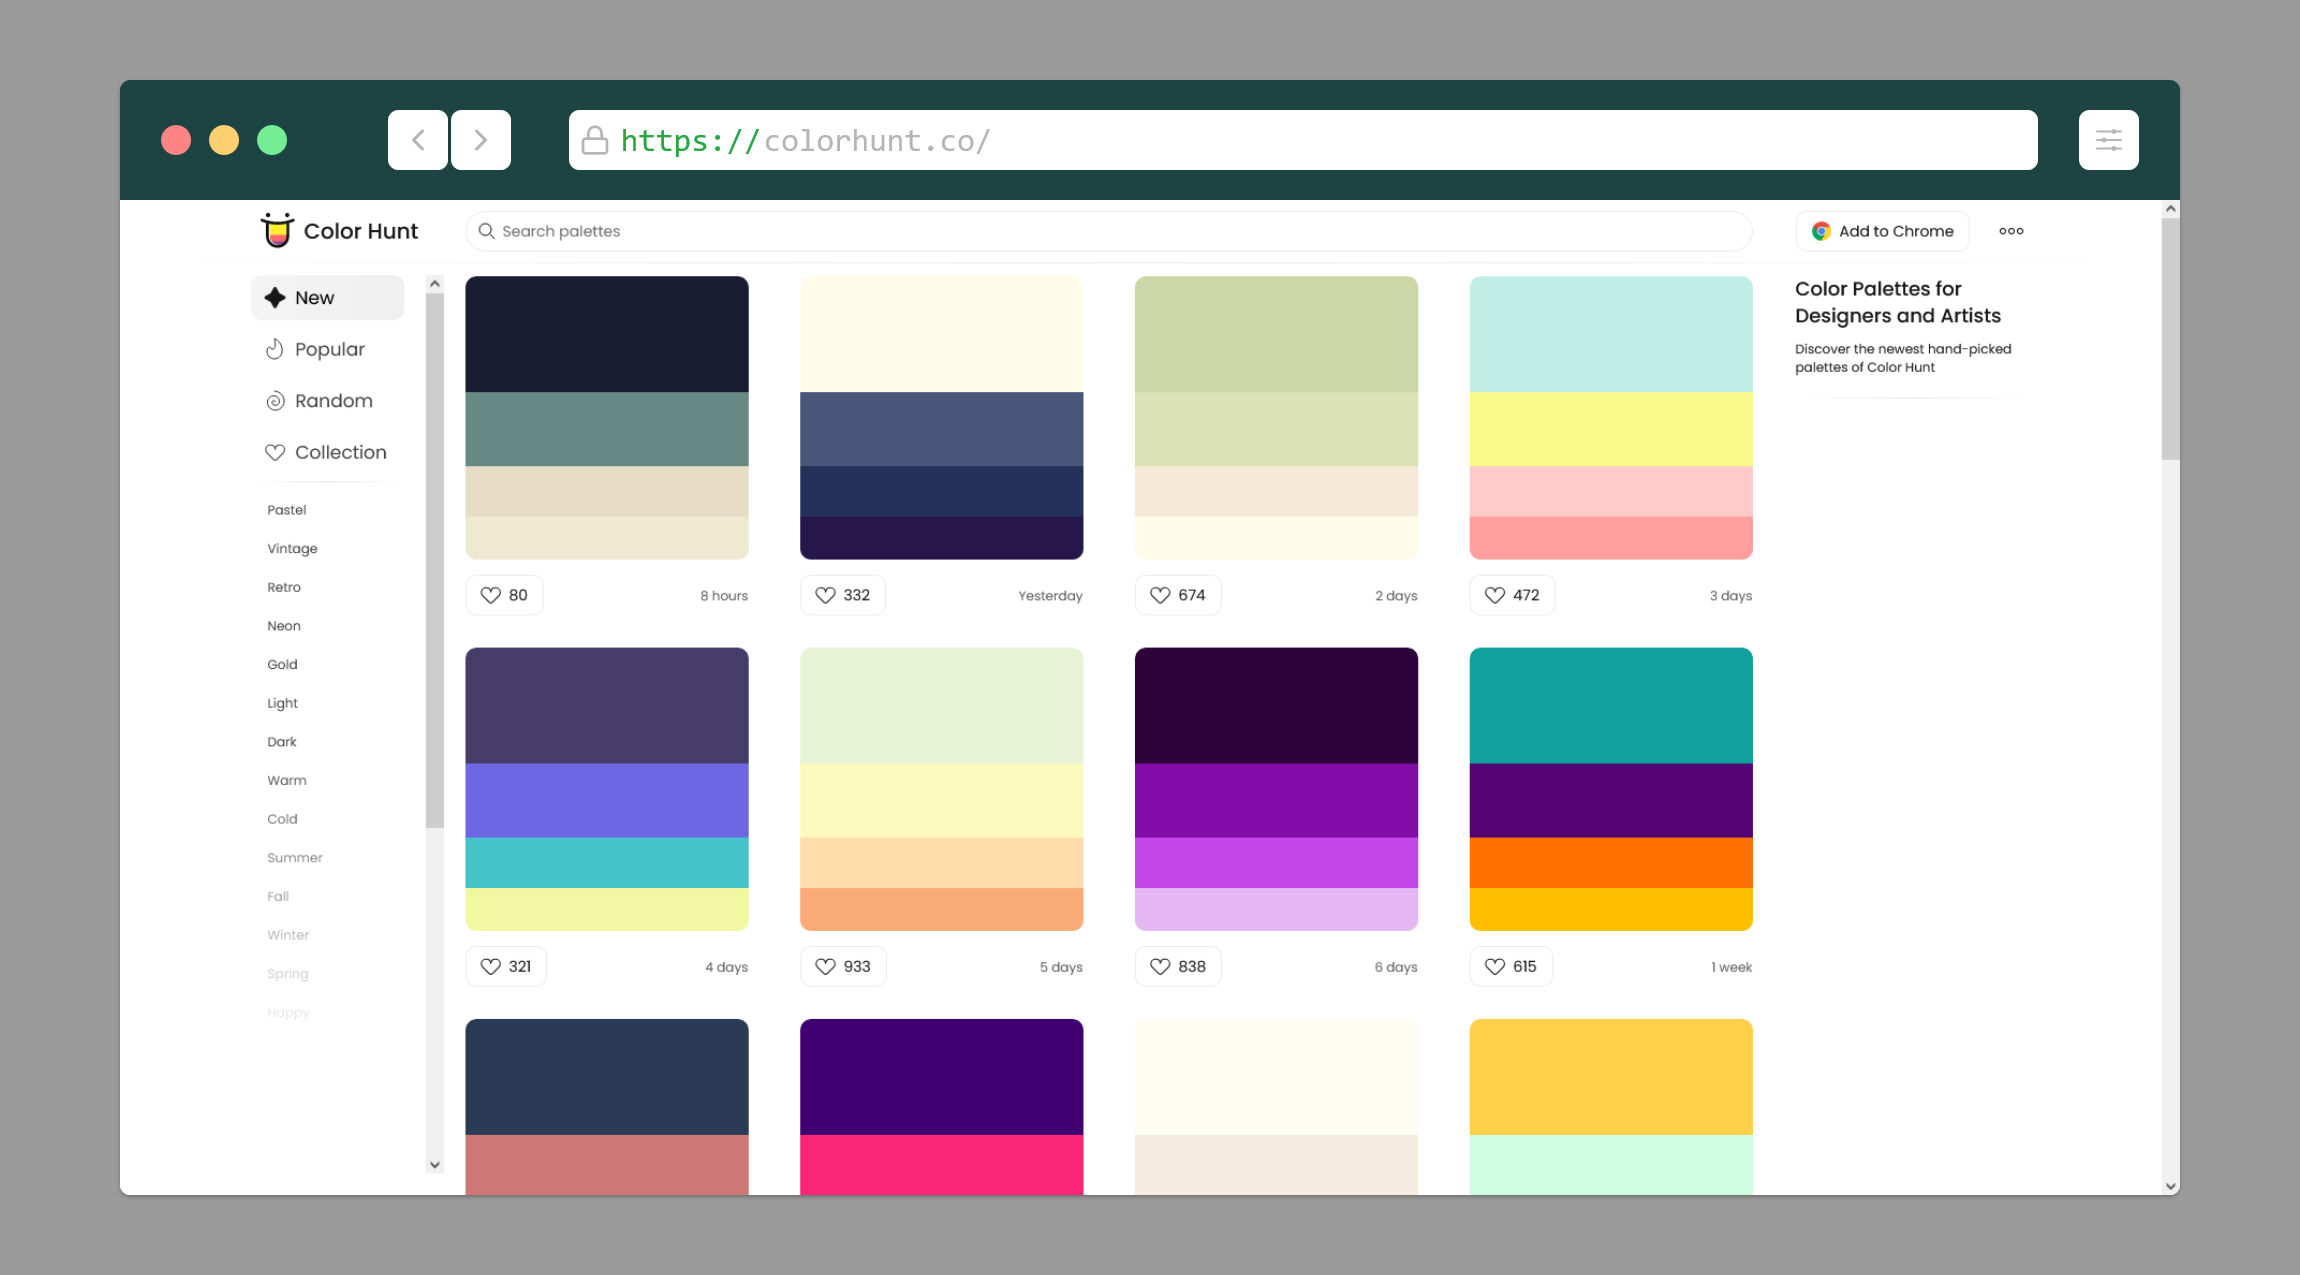 https://colorhunt.co/
Color Hunt
Search palettes
Add to Chrome
New
Popular
Random
Collection
Pastel
Vintage
Retro
Neon
Gold
Light
Dark
Warm
Cold
Summer
Fall
Winter
Spring
Happy
80
8 hours
332
Yesterday
674
2 days
472
3 days
321
4 days
933
5 days
838
6 days
615
1 week
Color Palettes for
Designers and Artists
Discover the newest hand-picked
palettes of Color Hunt